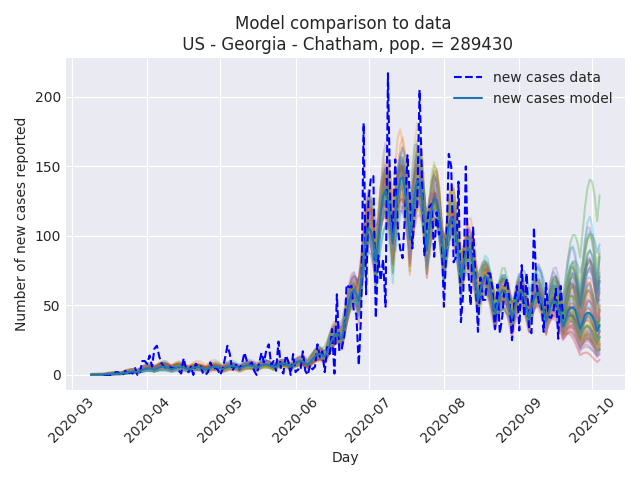 Model comparison to data
US - Georgia - Chatham, pop. = 289430
new cases data
new cases model
Number of new cases reported
200
150
100
50
0
2020-03
2020-04
2020-05
2020-06
2020-07
2020-08
2020-09
2020-10
Day